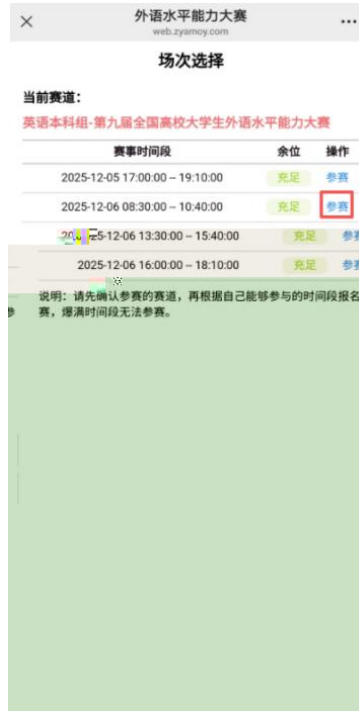 外语水平能力大赛
web.zyamoy.com
场次选择
当前赛道：
英语本科组-第九届全国高校大学生外语水平能力大赛
赛事时间段 余位 操作
2025-12-05 17:00:00 – 19:10:00 充足 参赛
2025-12-06 08:30:00 – 10:40:00 充足 参赛
5-12-06 13:30:00 – 15:40:00 充足 参
2025-12-06 16:00:00 – 18:10:00 充足 参
说明：请先确认参赛的赛道，再根据自己能够参与的时间段报名
赛，爆满时间段无法参赛。